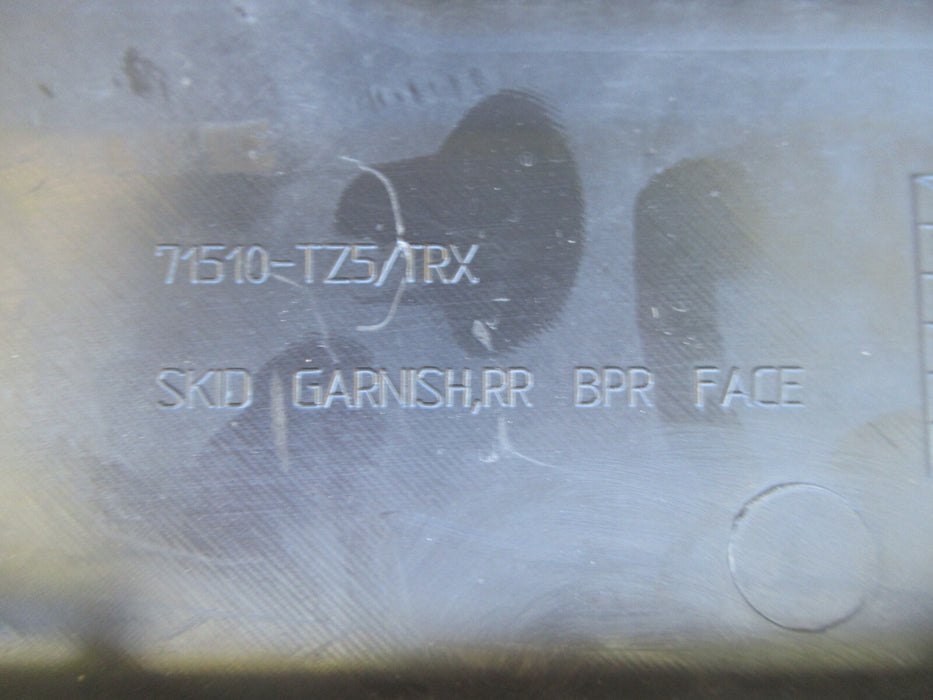 71510-TZ5/TRX
SKID GARNISH,RR BPR FACE